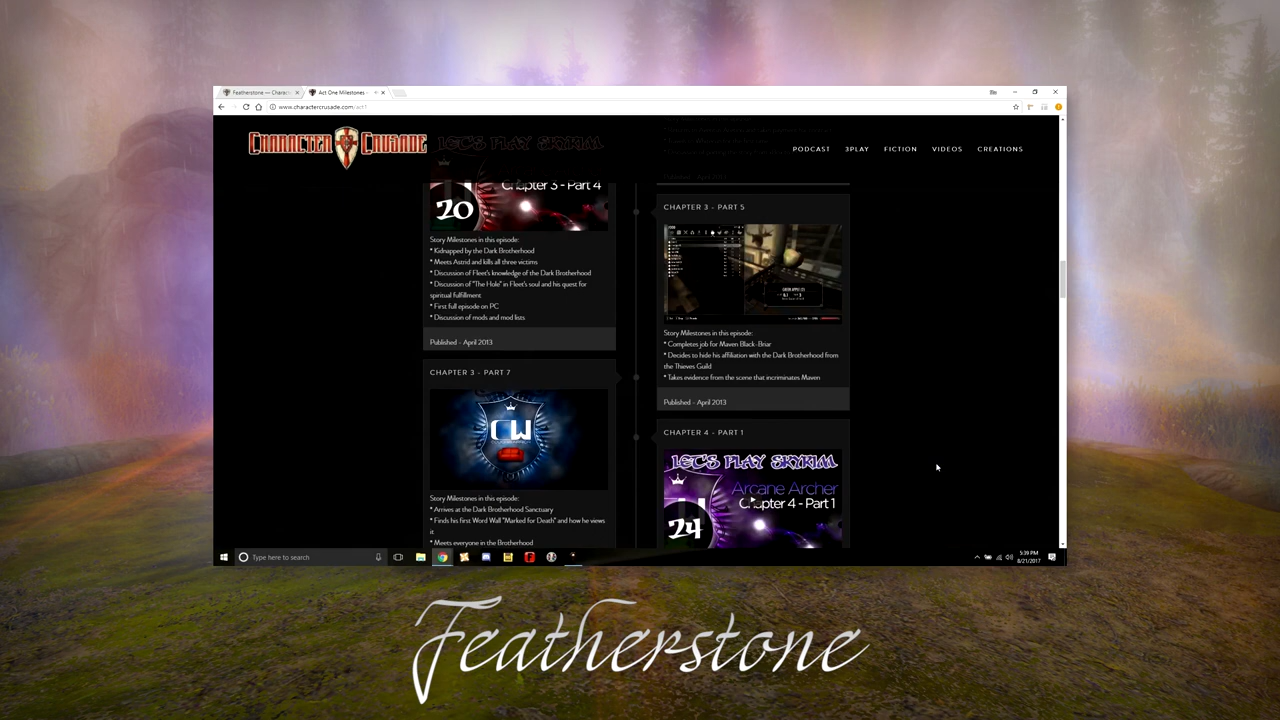 Featherstone — Charac
Act One Milestones -
www.charactercrusade.com/act1
CHARACTER CRUSADE
PODCAST 3PLAY FICTION VIDEOS CREATIONS
LET'S PLAY SKYRIM
Chapter 3 - Part 4
20
Story Milestones in this episode:
* Kidnapped by the Dark Brotherhood
* Meets Astrid and kills all three victims
* Discussion of Fleet's knowledge of the Dark Brotherhood
* Discussion of "The Hole" in Fleet's soul and his quest for
spiritual fulfillment
* First full episode on PC
* Discussion of mods and mod lists
Published - April 2013
CHAPTER 3 - PART 7
CW
Story Milestones in this episode:
* Arrives at the Dark Brotherhood Sanctuary
* Finds his first Word Wall "Marked for Death" and how he views
it
* Meets everyone in the Brotherhood
CHAPTER 3 - PART 5
Story Milestones in this episode:
* Completes job for Maven Black-Briar
* Decides to hide his affiliation with the Dark Brotherhood from
the Thieves Guild
* Takes evidence from the scene that incriminates Maven
Published - April 2013
CHAPTER 4 - PART 1
LET'S PLAY SKYRIM
Arcane Archer
Chapter 4 - Part 1
24
Type here to search
5:39 PM
8/21/2017
Featherstone